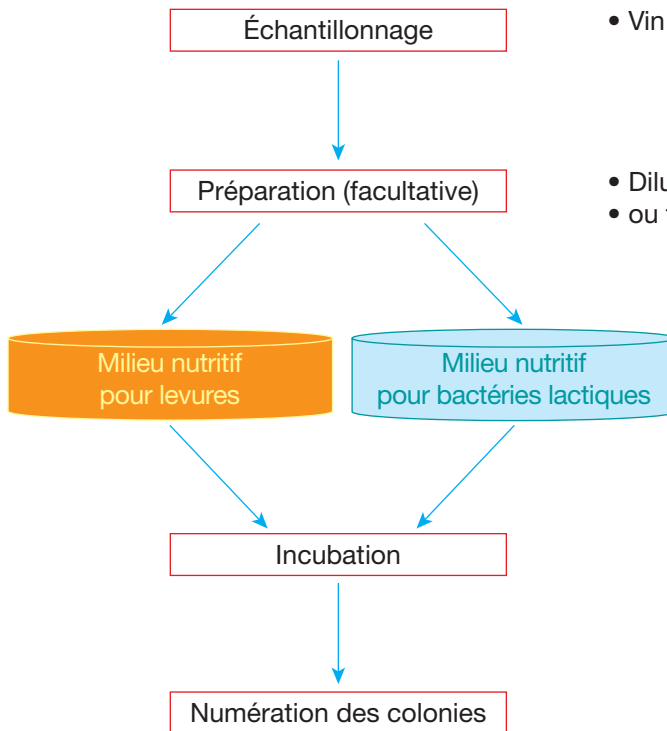 Échantillonnage
• Vin
Préparation (facultative)
•
• ou
Milieu nutritif
pour levures
Milieu nutritif
pour bactéries lactiques
Incubation
Numération des colonies